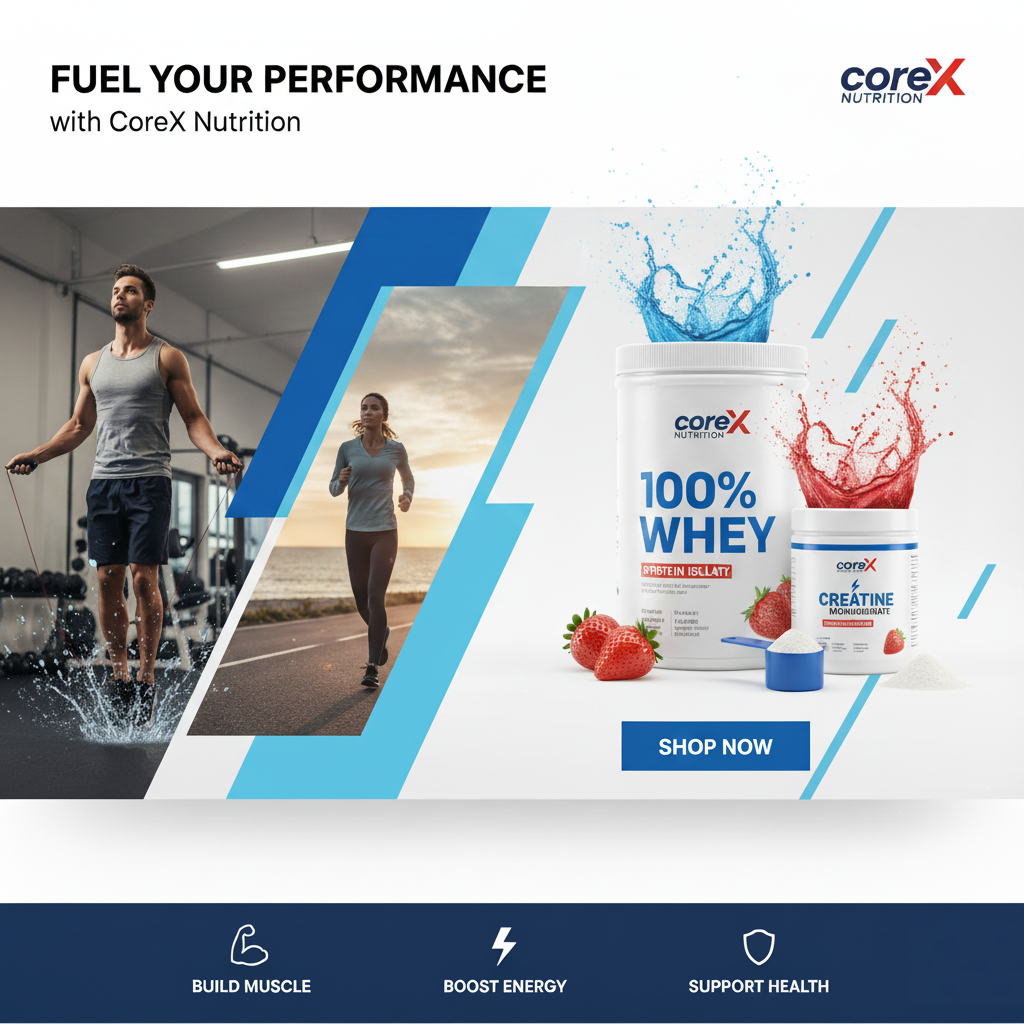 FUEL YOUR PERFORMANCE
with CoreX Nutrition
coreX
NUTRITION
coreX
NUTRITION
100%
WHEY
coreX
CREATINE
SHOP NOW
BUILD MUSCLE
BOOST ENERGY
SUPPORT HEALTH